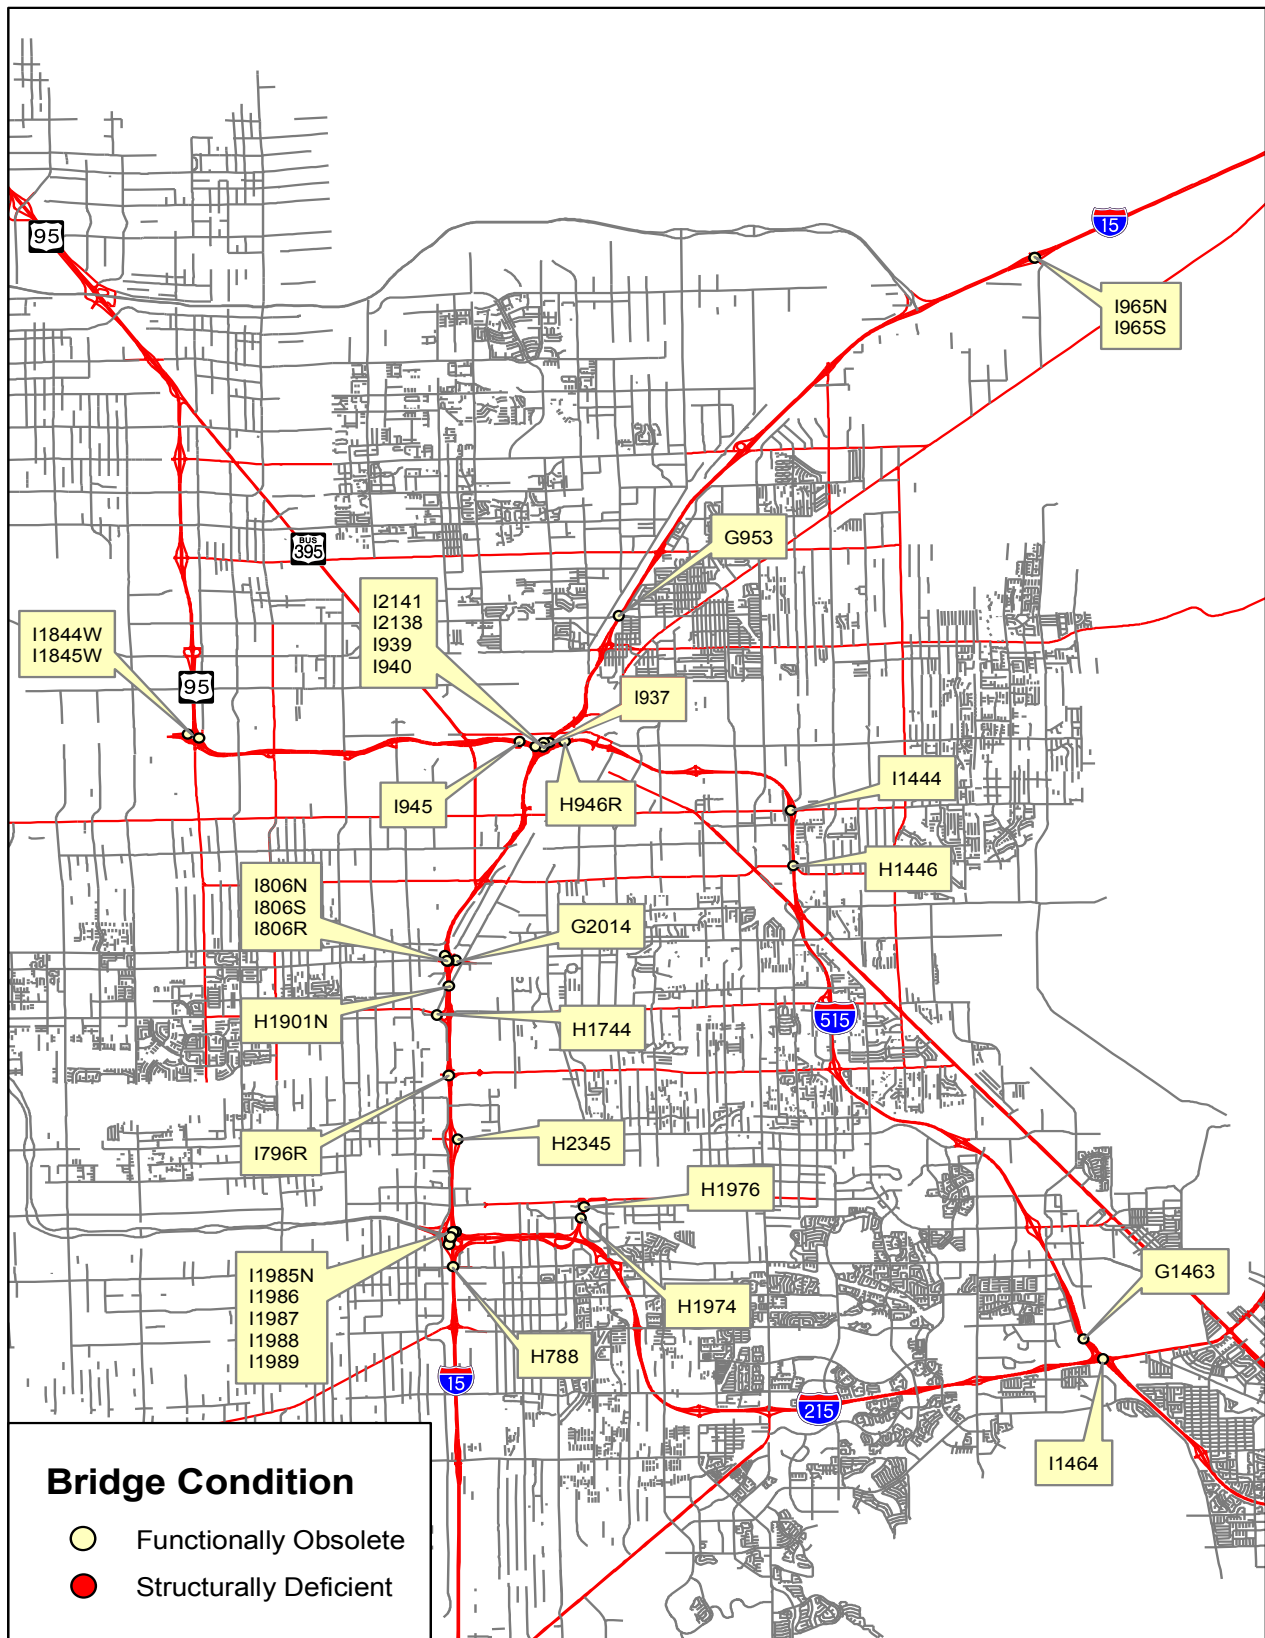 95
15
I965N
I965S
G953
BUS
395
I2141
I2138
I939
I940
I1844W
I1845W
95
I937
I945
H946R
I1444
H1446
I806N
I806S
I806R
G2014
H1901N
H1744
515
I796R
H2345
H1976
I1985N
I1986
I1987
I1988
I1989
H1974
G1463
H788
15
215
I1464
Bridge Condition
Functionally Obsolete
Structurally Deficient